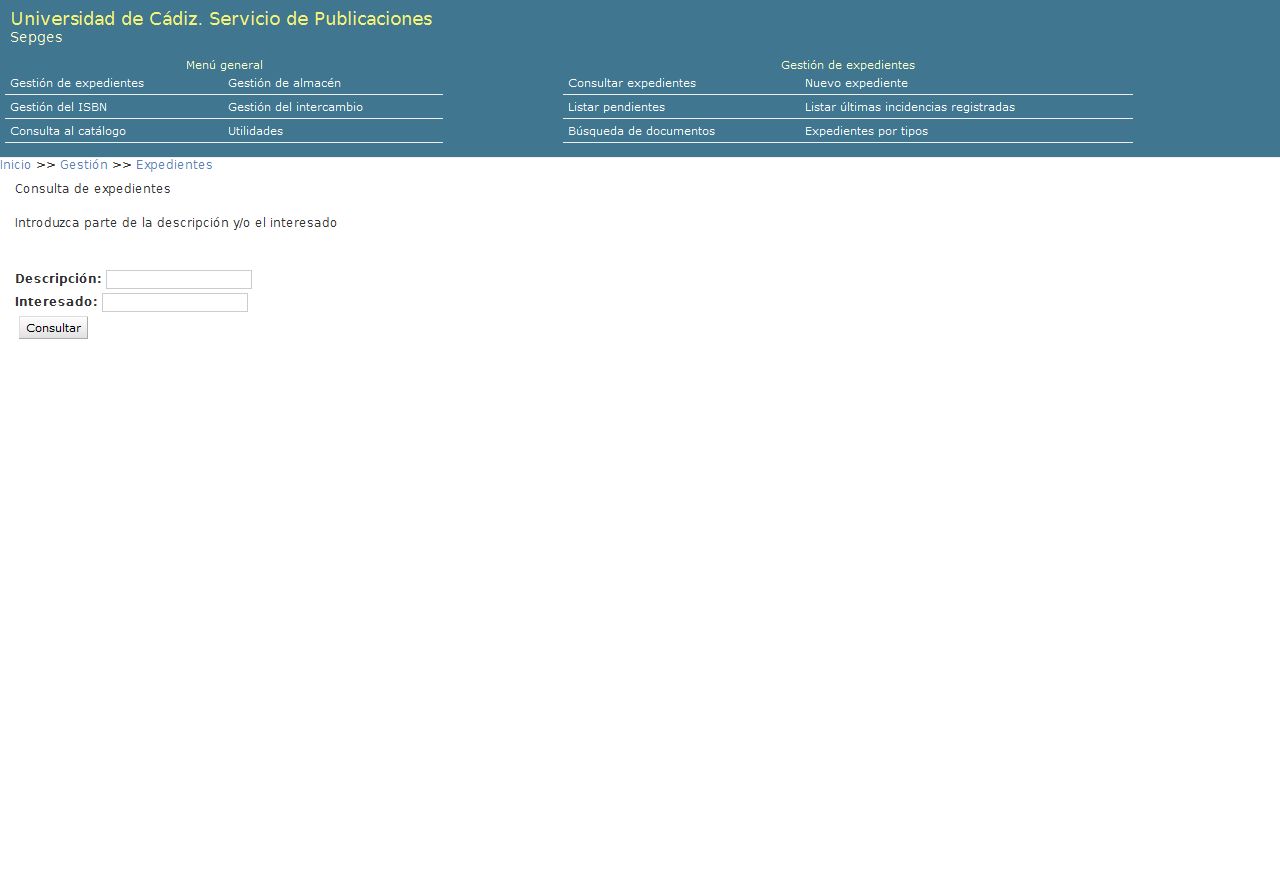 Universidad de Cádiz. Servicio de Publicaciones
Sepges
Menú general
Gestión de expedientes Gestión de almacén
Gestión del ISBN Gestión del intercambio
Consulta al catálogo Utilidades
Gestión de expedientes
Consultar expedientes Nuevo expediente
Listar pendientes Listar últimas incidencias registradas
Búsqueda de documentos Expedientes por tipos
Inicio >> Gestión >> Expedientes
Consulta de expedientes
Introduzca parte de la descripción y/o el interesado
Descripción:
Interesado:
Consultar